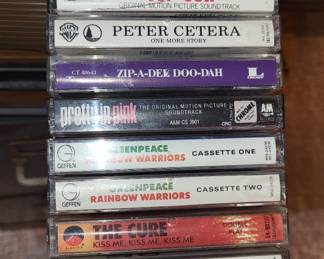 ORIGINAL MOTION PICTURE SOUNDTRACK
PETER CETERA
ONE MORE STORY
ZIP-A-DEE DOO-DAH
pretty in pink
THE ORIGINAL MOTION PICTURE
SOUNDTRACK
A&M CS 3901
CHROME
A&M
GREENPEACE
RAINBOW WARRIORS
CASSETTE ONE
GEFFEN
GREENPEACE
RAINBOW WARRIORS
CASSETTE TWO
GEFFEN
THE CURE
KISS ME, KISS ME, KISS ME